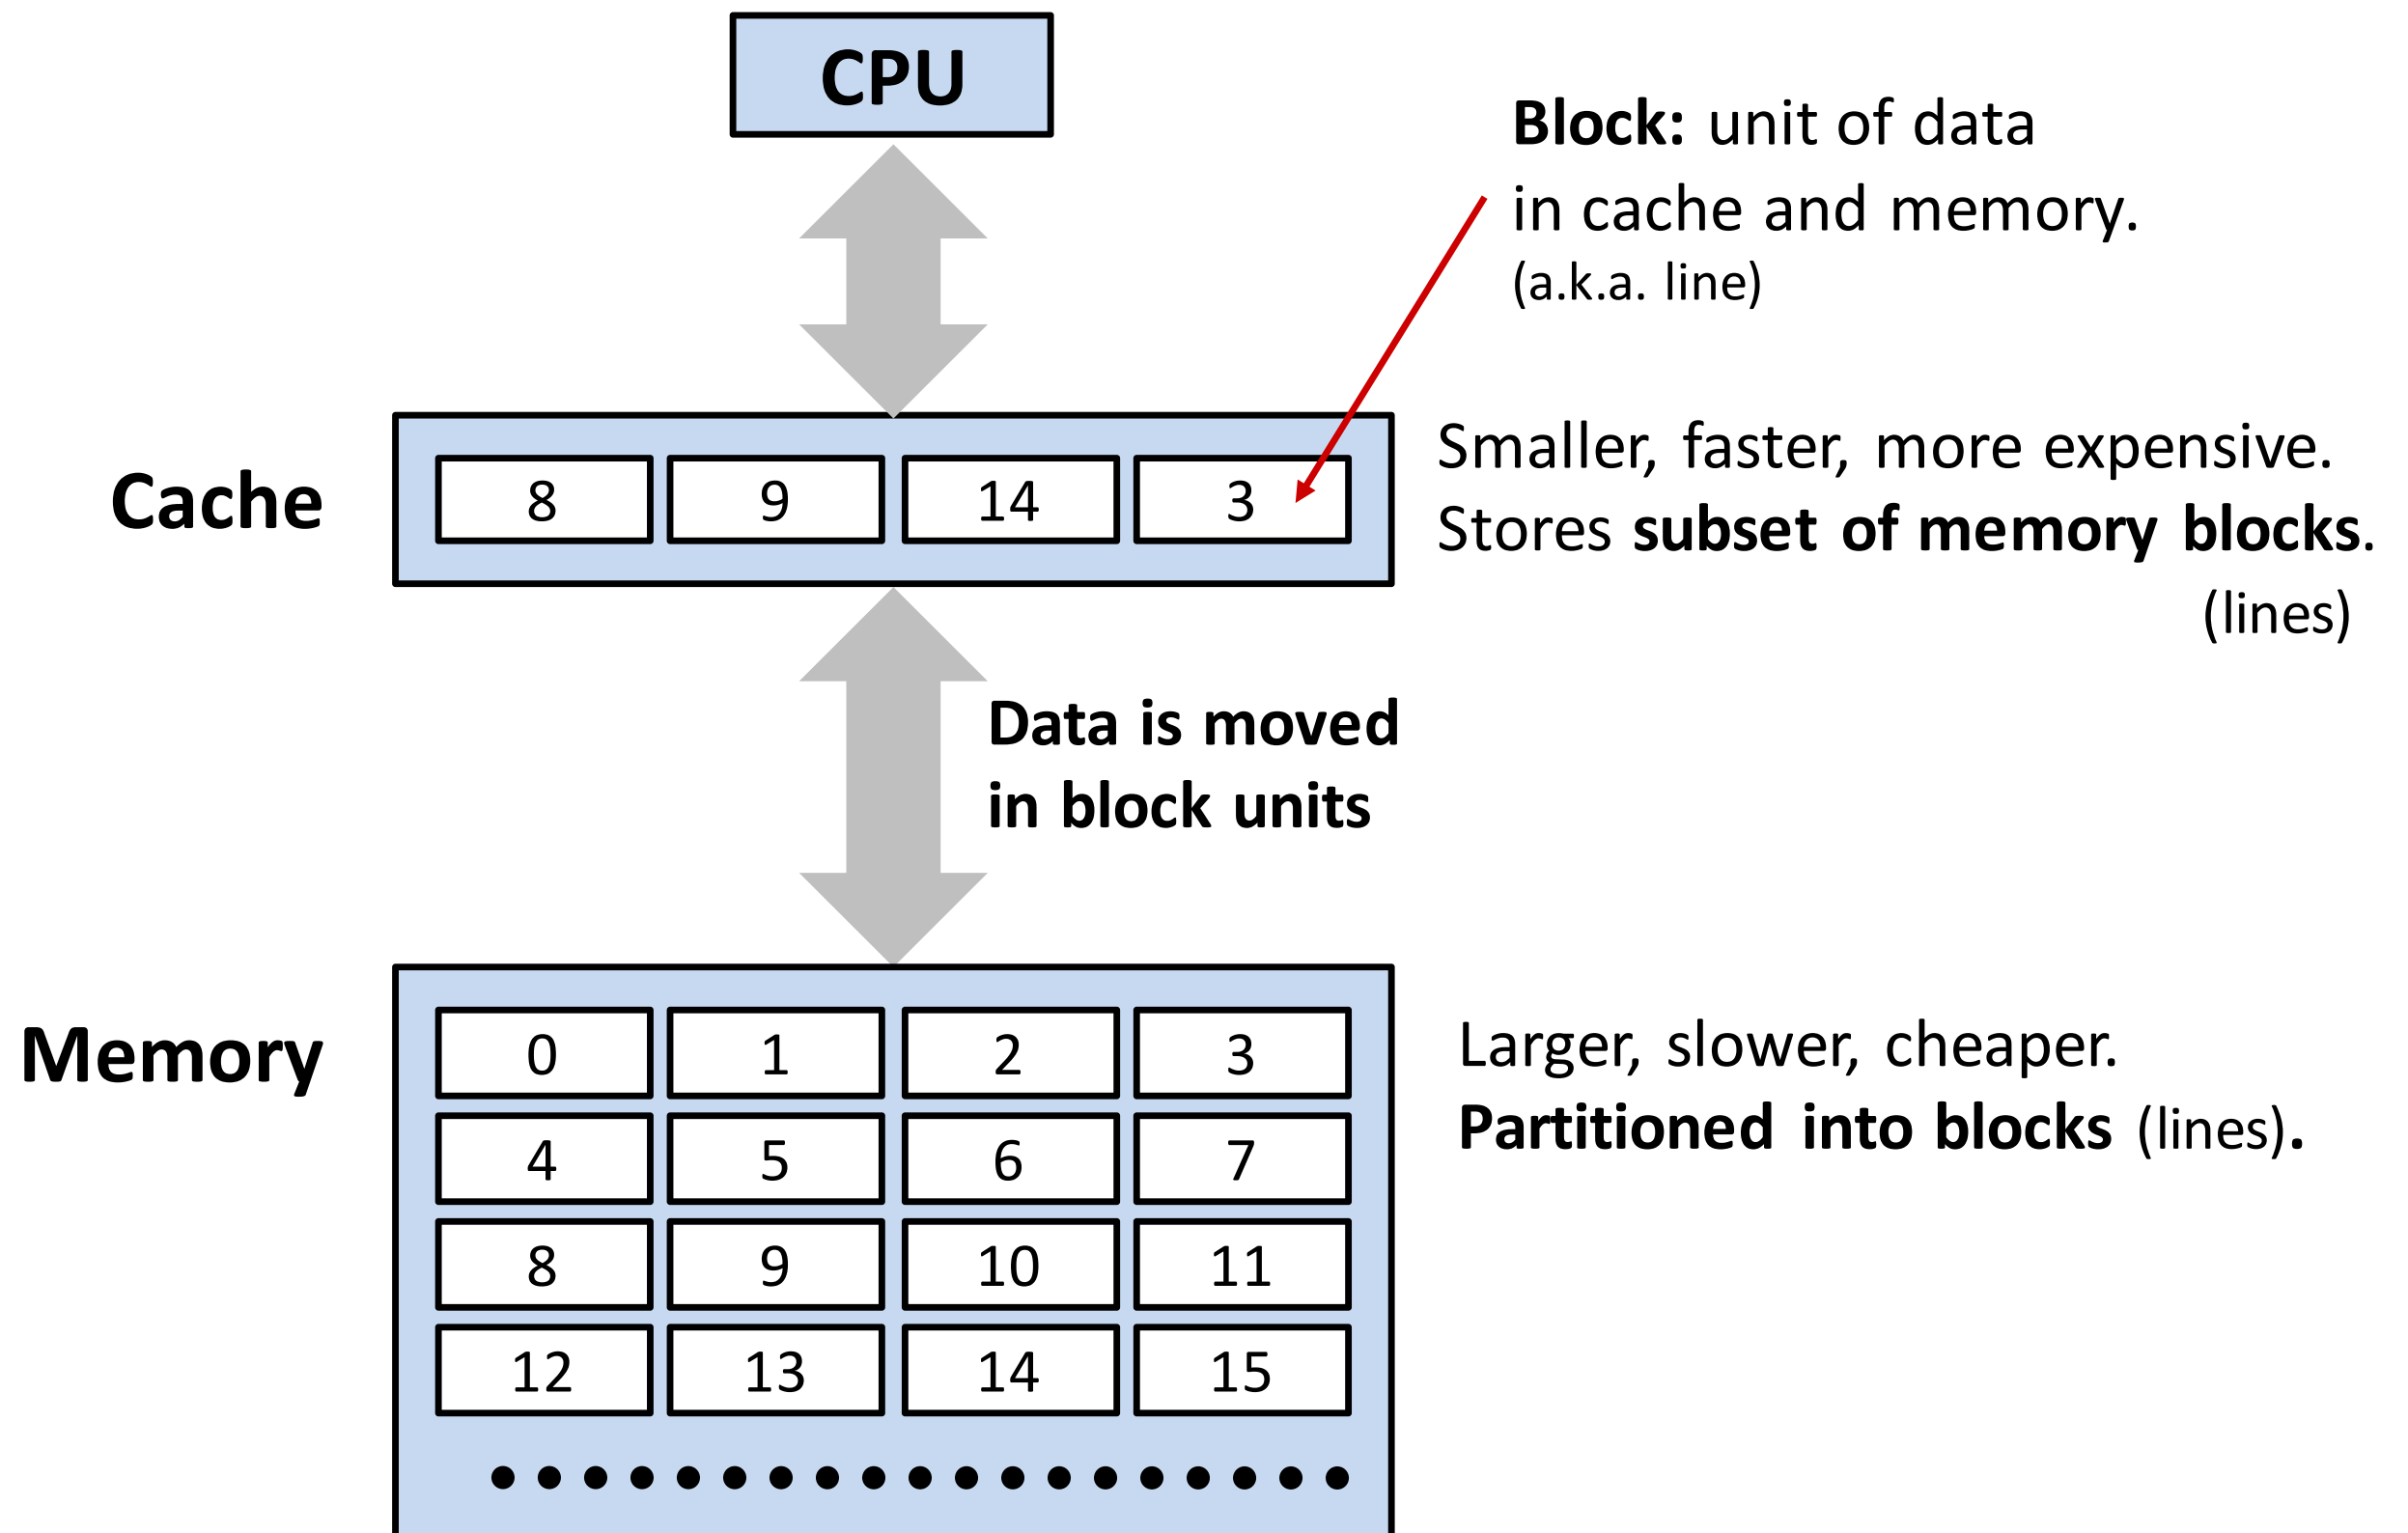 CPU
Block: unit of data
in cache and memory.
(a.k.a. line)
Cache
8 9 14 3
Smaller, faster, more expensive.
Stores subset of memory blocks.
(lines)
Data is moved
in block units
Memory
0 1 2 3
4 5 6 7
8 9 10 11
12 13 14 15
Larger, slower, cheaper.
Partitioned into blocks (lines).